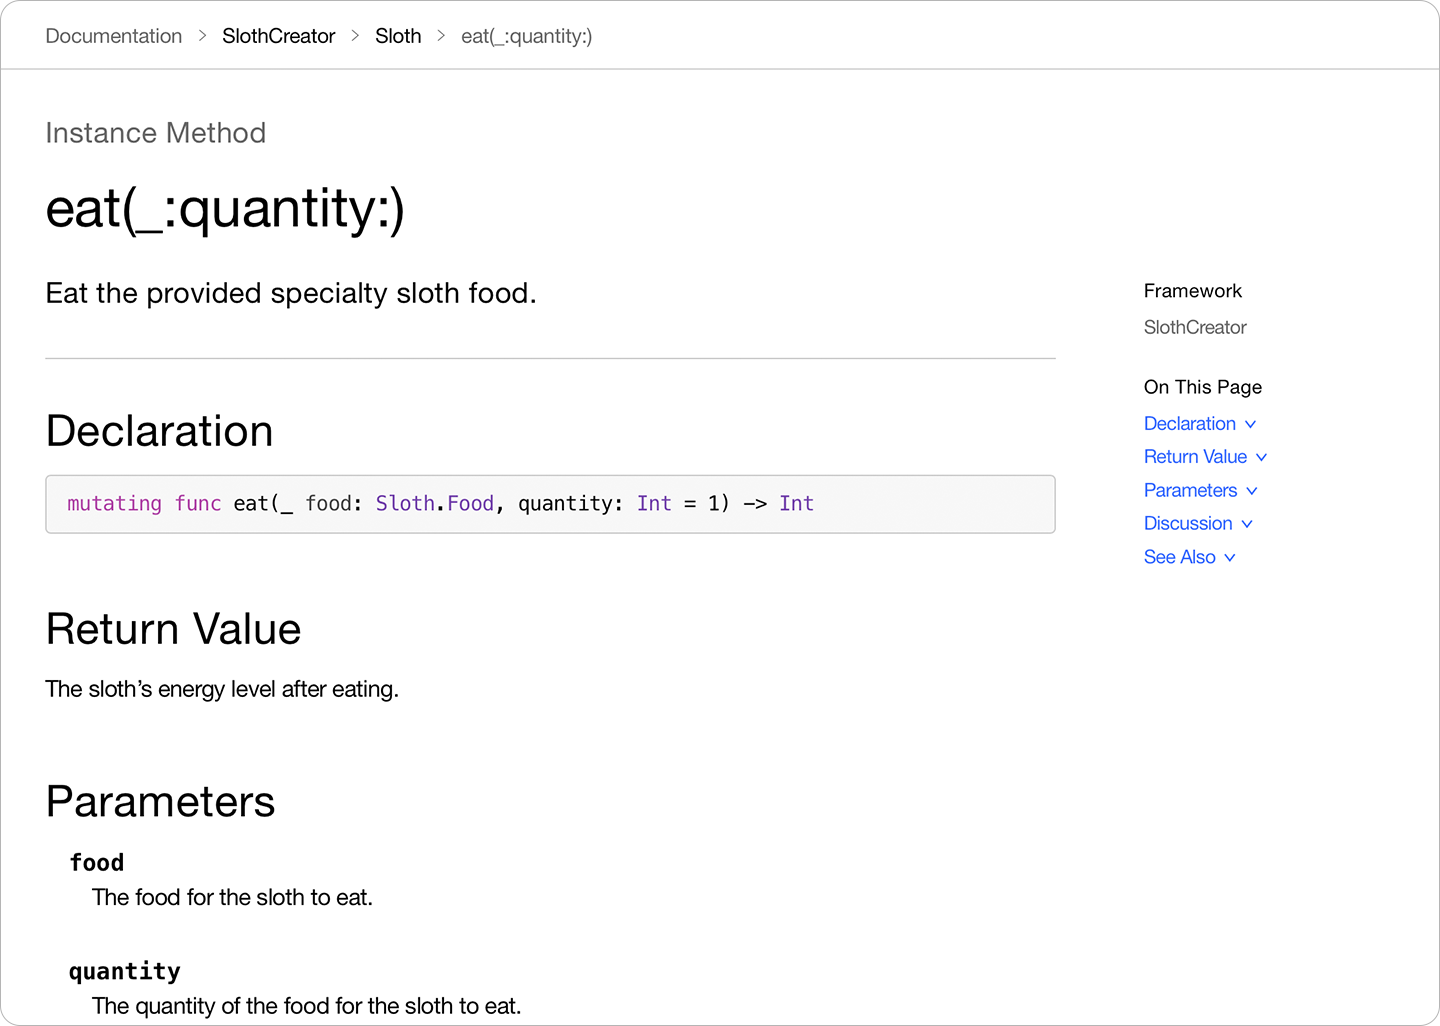 Documentation > SlothCreator > Sloth > eat(_:quantity:)
Instance Method
eat(_:quantity:)
Eat the provided specialty sloth food.
Framework
SlothCreator
On This Page
Declaration
Return Value
Parameters
Discussion
See Also
Declaration
mutating func eat(_ food: Sloth.Food, quantity: Int = 1) -> Int
Return Value
The sloth’s energy level after eating.
Parameters
food
The food for the sloth to eat.
quantity
The quantity of the food for the sloth to eat.